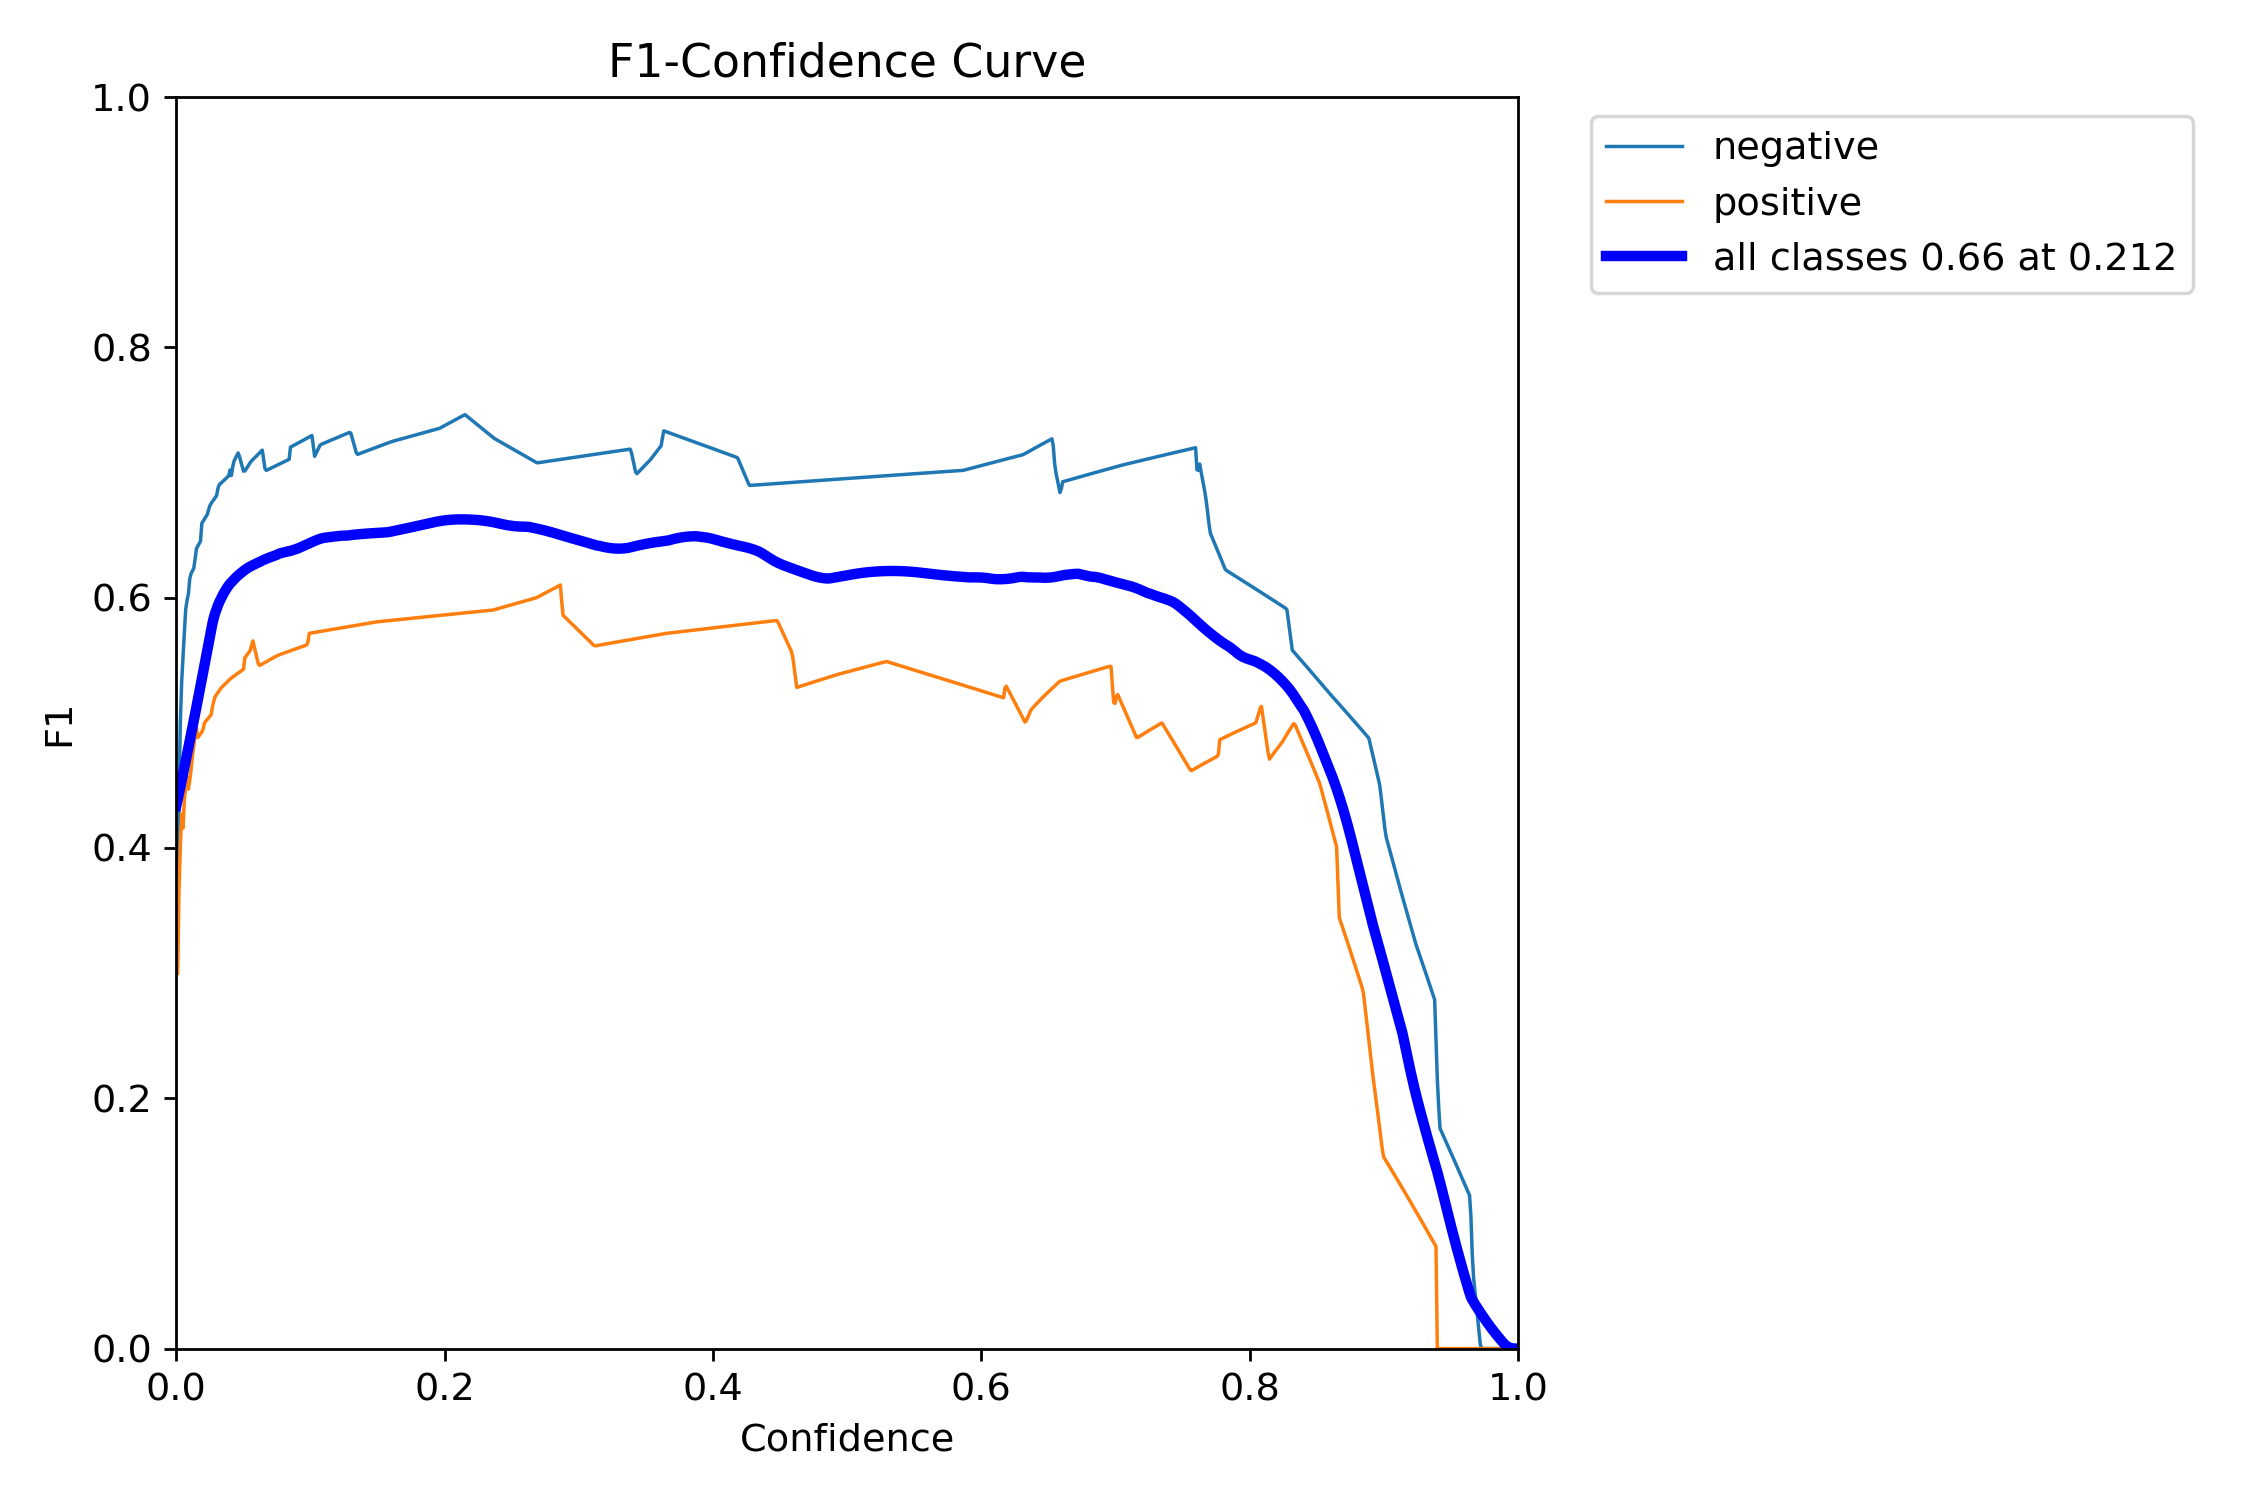 F1-Confidence Curve
1.0
0.8
0.6
0.4
0.2
0.0
F1
0.0 0.2 0.4 0.6 0.8 1.0
Confidence
negative
positive
all classes 0.66 at 0.212